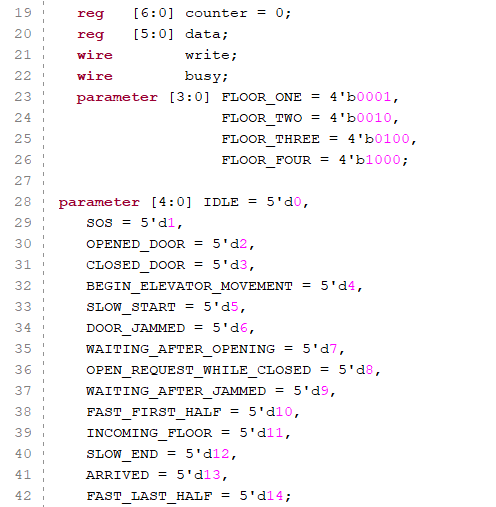 19 reg [6:0] counter = 0;
20 reg [5:0] data;
21 wire write;
22 wire busy;
23 parameter [3:0] FLOOR_ONE = 4'b0001,
24 FLOOR_TWO = 4'b0010,
25 FLOOR_THREE = 4'b0100,
26 FLOOR_FOUR = 4'b1000;
27
28 parameter [4:0] IDLE = 5'd0,
29 SOS = 5'd1,
30 OPENED_DOOR = 5'd2,
31 CLOSED_DOOR = 5'd3,
32 BEGIN_ELEVATOR_MOVEMENT = 5'd4,
33 SLOW_START = 5'd5,
34 DOOR_JAMMED = 5'd6,
35 WAITING_AFTER_OPENING = 5'd7,
36 OPEN_REQUEST_WHILE_CLOSED = 5'd8,
37 WAITING_AFTER_JAMMED = 5'd9,
38 FAST_FIRST_HALF = 5'd10,
39 INCOMING_FLOOR = 5'd11,
40 SLOW_END = 5'd12,
41 ARRIVED = 5'd13,
42 FAST_LAST_HALF = 5'd14;